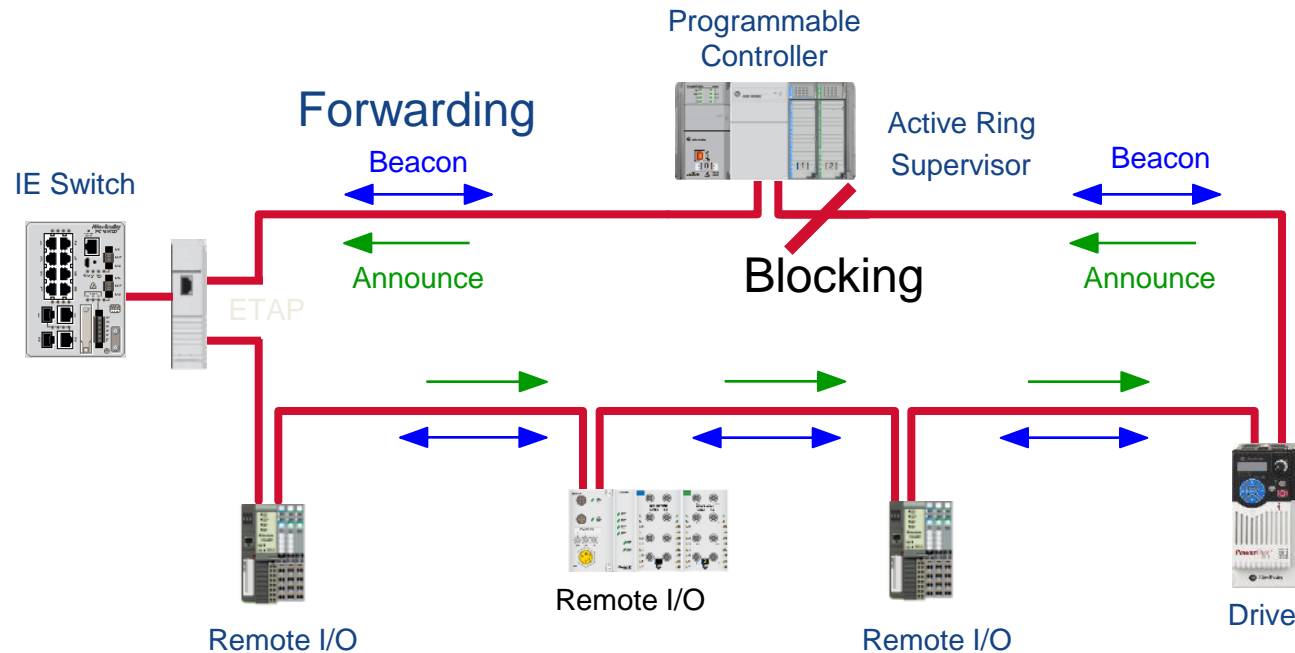 Programmable
Controller
Forwarding
Active Ring
Supervisor
Beacon
Beacon
IE Switch
Announce
Blocking
Announce
ETAP
Remote I/O
Drive
Remote I/O
Remote I/O